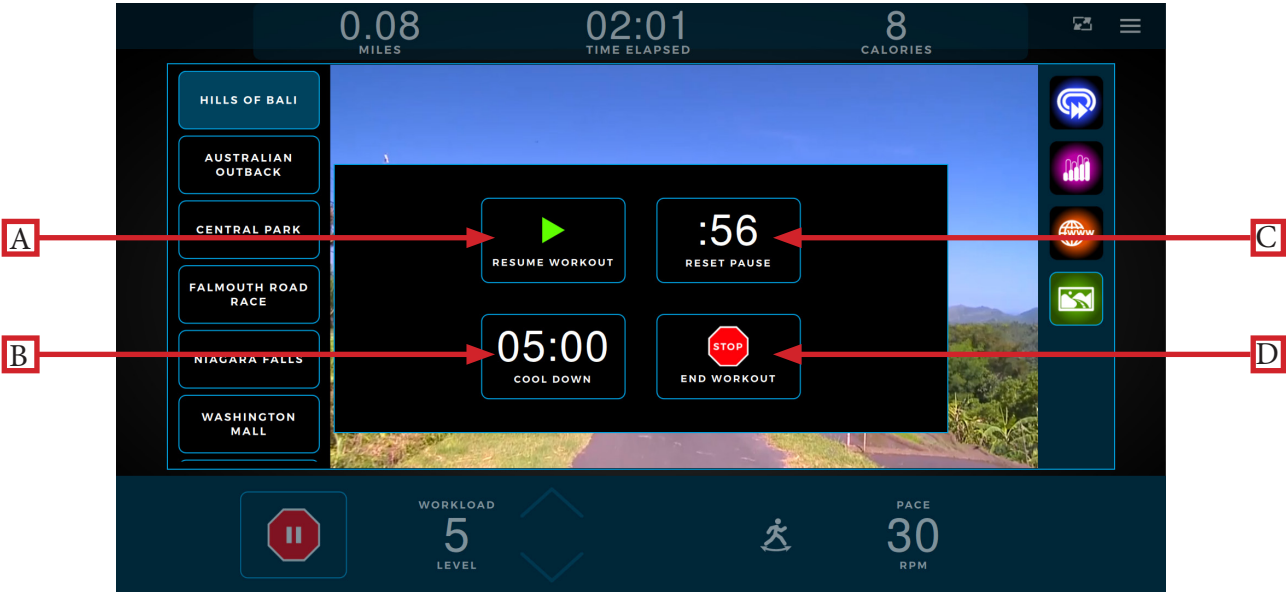 0.08
MILES
02:01
TIME ELAPSED
8
CALORIES
HILLS OF BALI
AUSTRALIAN
OUTBACK
CENTRAL PARK
FALMOUTH ROAD
RACE
NIAGARA FALLS
WASHINGTON
MALL
WWW
A
RESUME WORKOUT
:56
RESET PAUSE
C
B
05:00
COOL DOWN
STOP
END WORKOUT
D
WORKLOAD
5
LEVEL
PACE
30
RPM